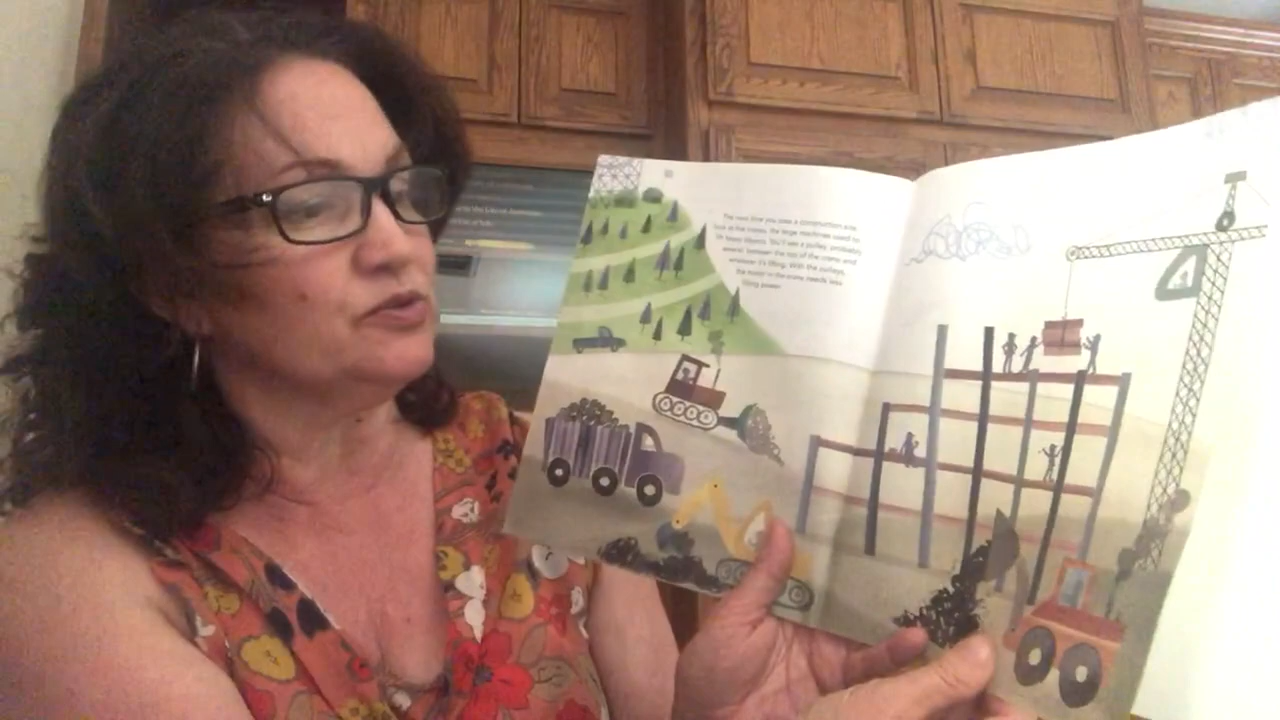 The next time you pass a construction site,
look at the cranes, the large machines used to
lift heavy objects. You'll see a pulley, probably
several, between the top of the crane and
whatever it's lifting. With the pulleys,
the motor in the crane needs less
lifting power.